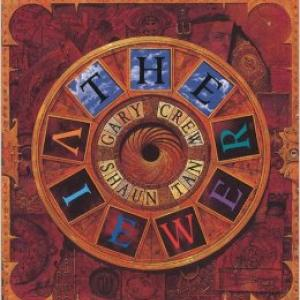 THE
VIEWER
GARY CREW
SHAUN TAN